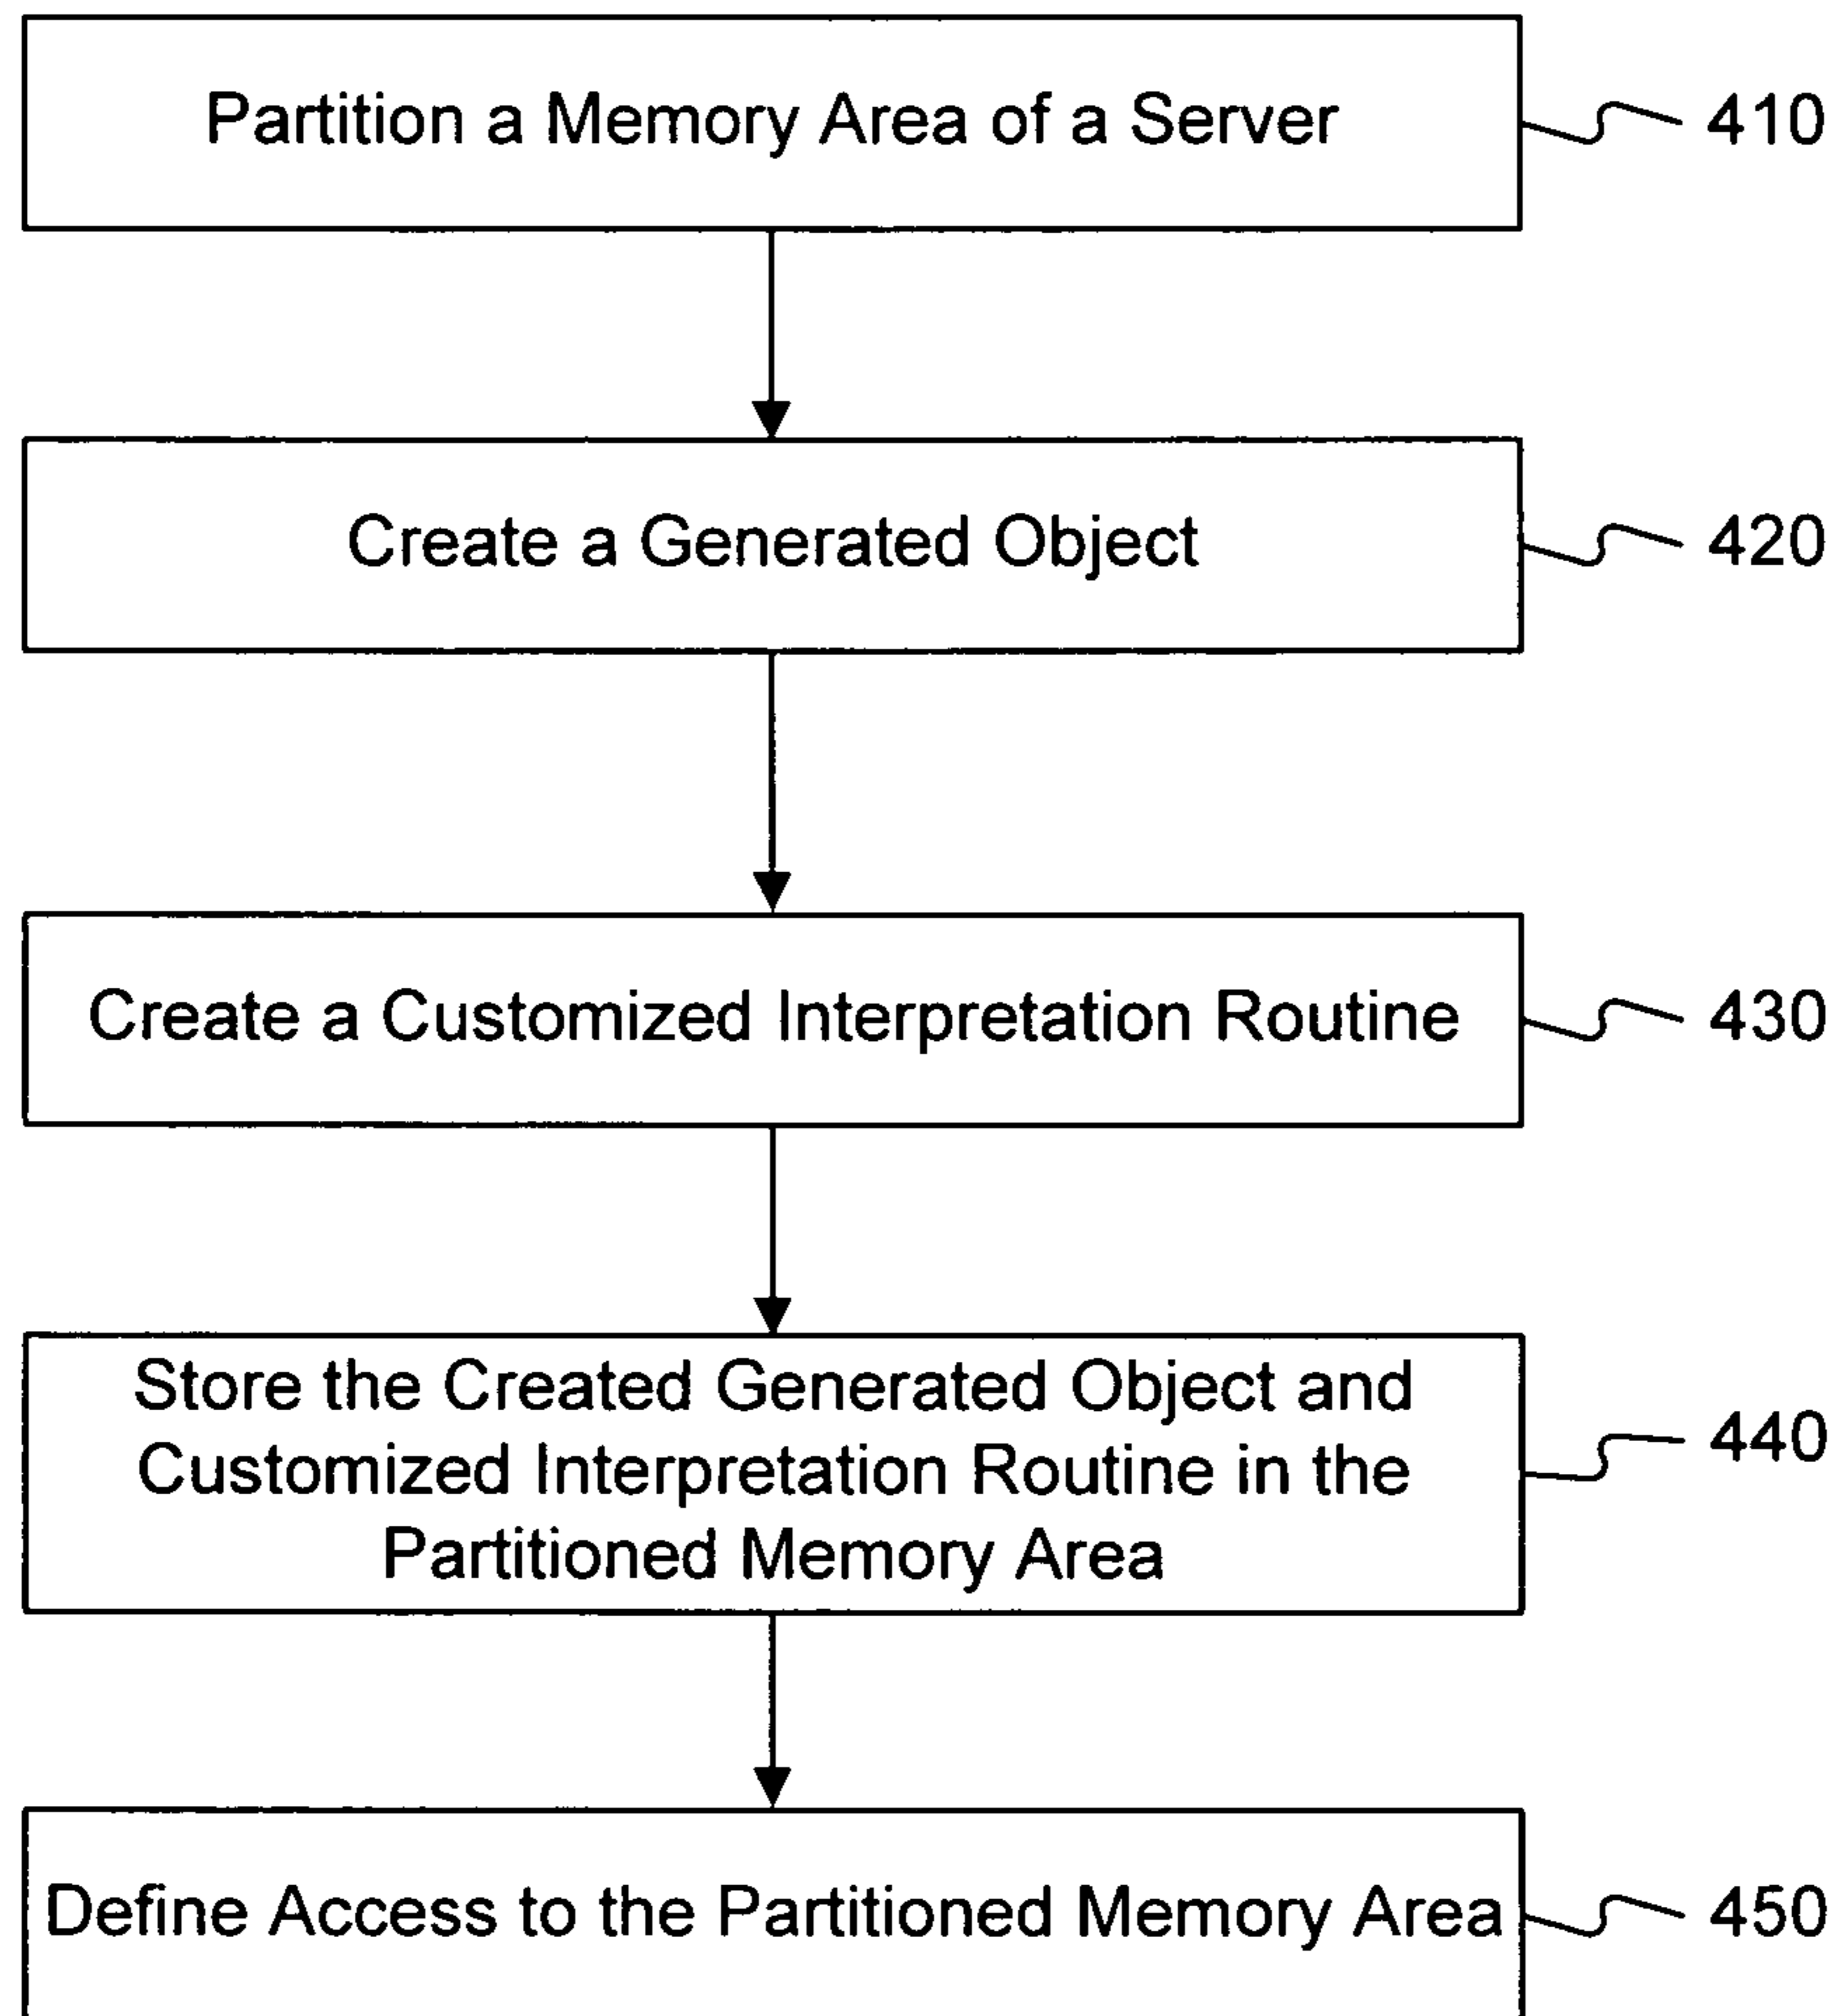 Partition a Memory Area of a Server
410
Create a Generated Object
420
Create a Customized Interpretation Routine
430
Store the Created Generated Object and
Customized Interpretation Routine in the
Partitioned Memory Area
440
Define Access to the Partitioned Memory Area
450